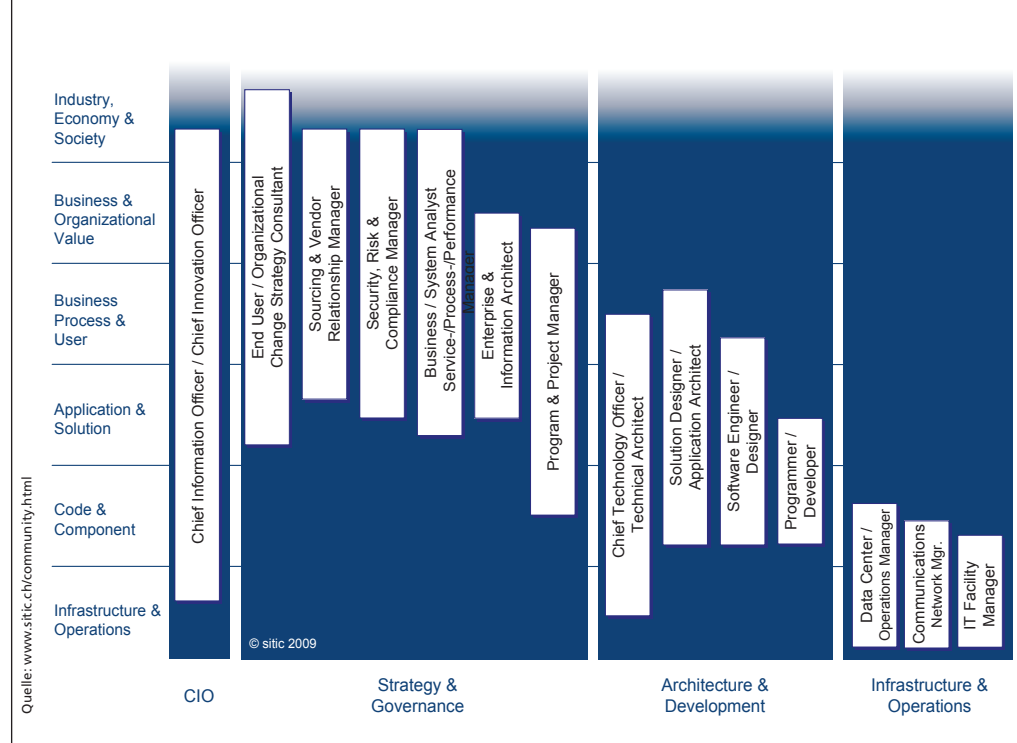 Industry,
Economy &
Society
Business &
Organizational
Value
Business
Process &
User
Application &
Solution
Code &
Component
Infrastructure &
Operations
Chief Information Officer / Chief Innovation Officer
End User / Organizational
Change Strategy Consultant
Sourcing & Vendor
Relationship Manager
Security, Risk &
Compliance Manager
Business / System Analyst
Service-/Process-/Performance
Manager
Enterprise &
Information Architect
Program & Project Manager
Chief Technology Officer /
Technical Architect
Solution Designer /
Application Architect
Software Engineer /
Designer
Programmer /
Developer
Data Center /
Operations Manager
Communications
Network Mgr.
IT Facility
Manager
© sitic 2009
CIO
Strategy &
Governance
Architecture &
Development
Infrastructure &
Operations
Quelle: www.sitic.ch/community.html